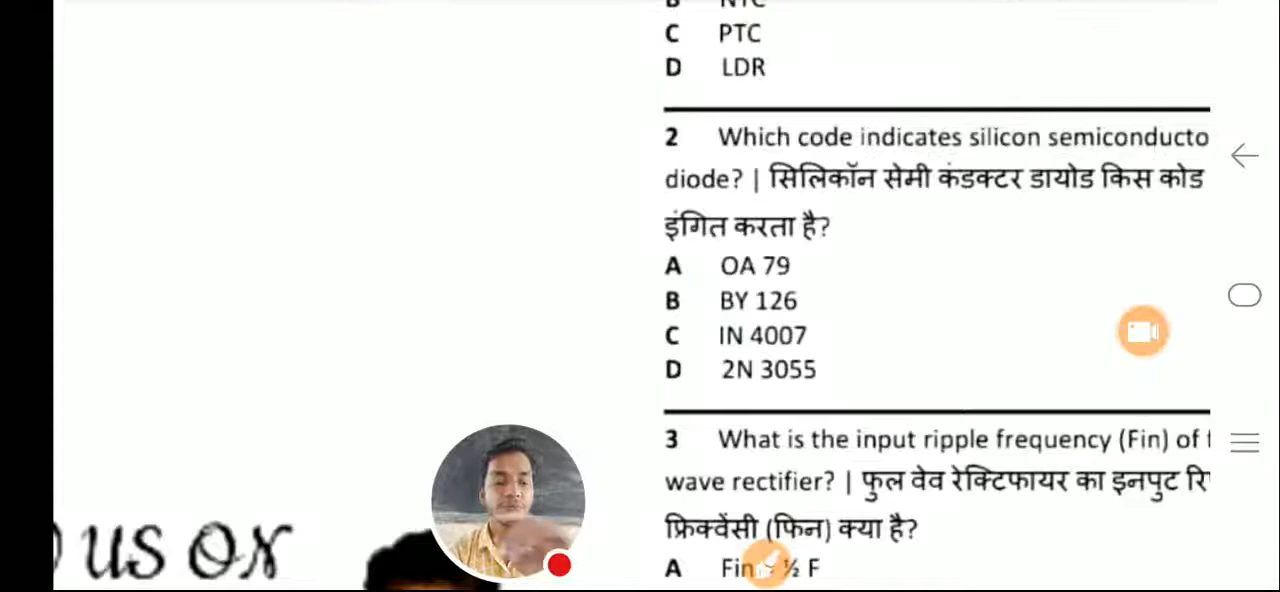 B NTC
C PTC
D LDR
2 Which code indicates silicon semiconducto
diode? | सिलिकॉन सेमी कंडक्टर डायोड किस कोड
इंगित करता है?
A OA 79
B BY 126
C IN 4007
D 2N 3055
3 What is the input ripple frequency (Fin) of
wave rectifier? | फुल वेव रेक्टिफायर का इनपुट रि
फ्रिक्वेंसी (फिन) क्या है?
A Fin = ½ F
US ON